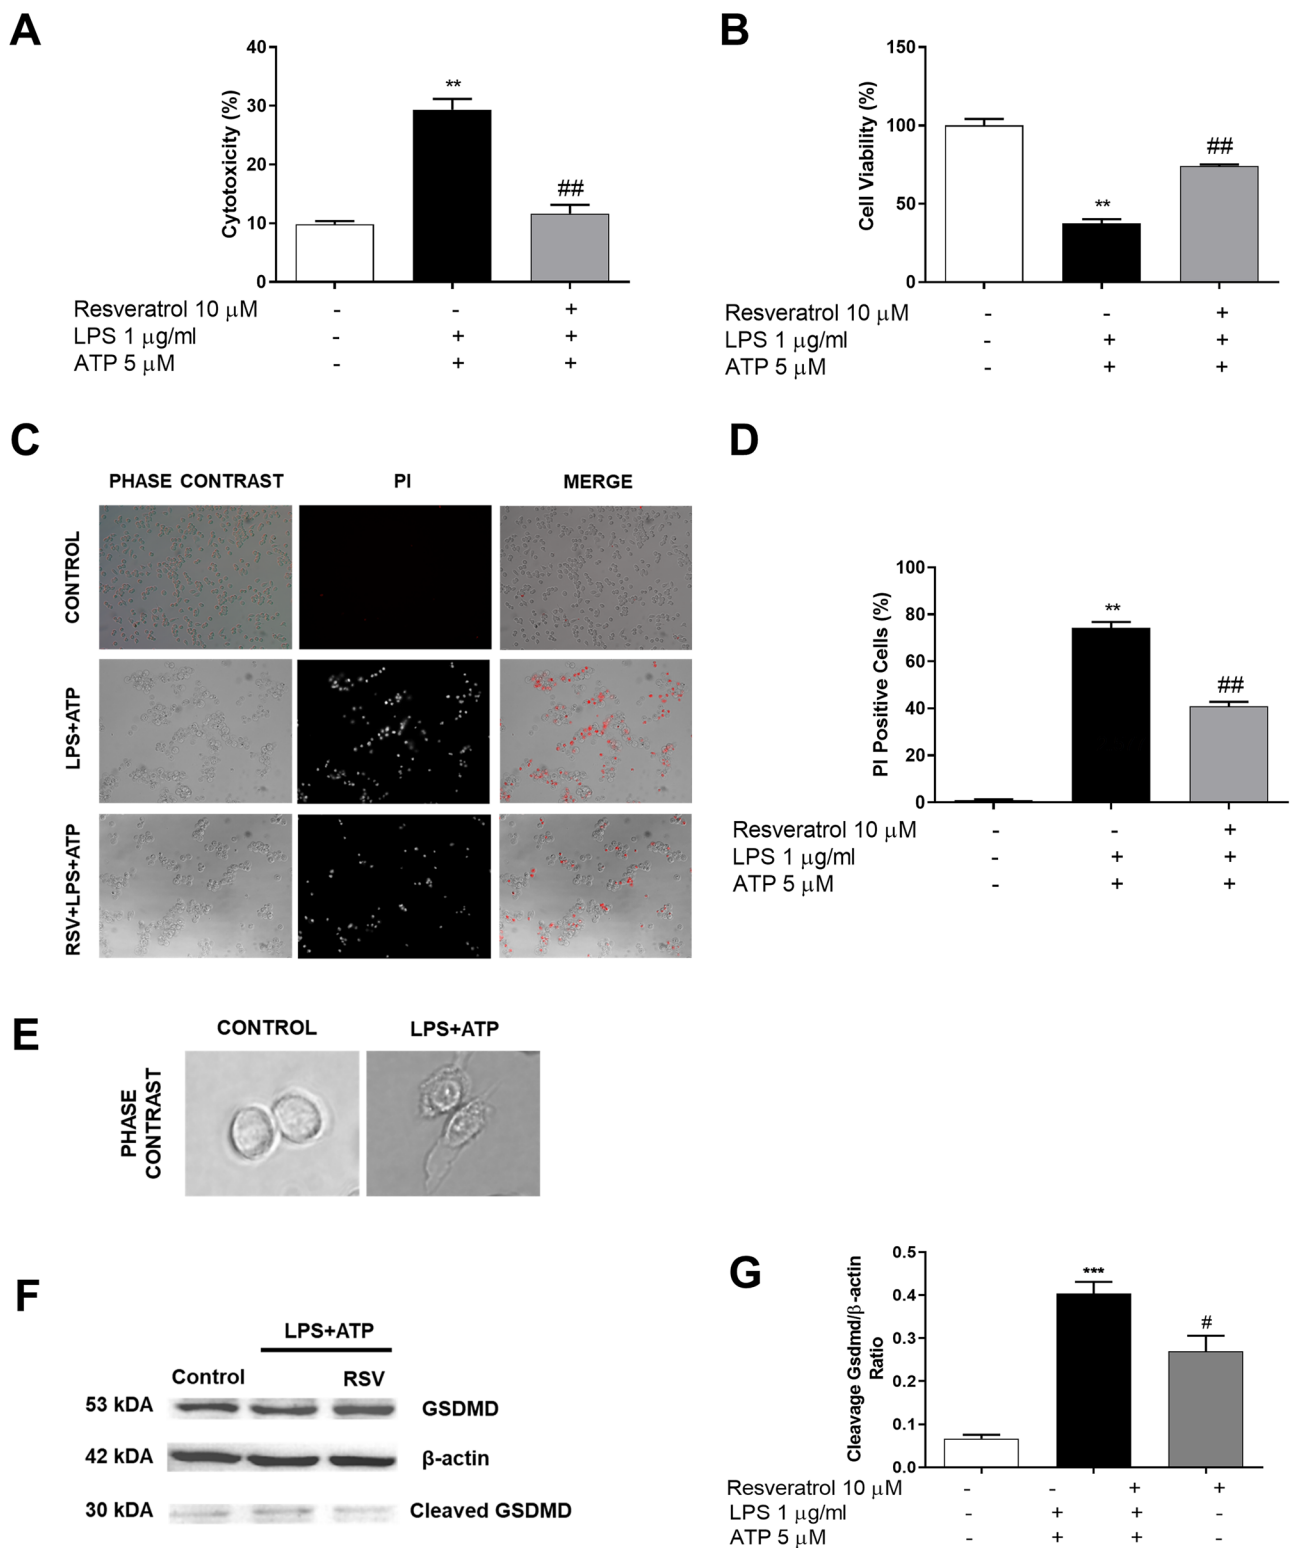 A
Cytotoxicity (%)
40
30
20
10
0
**
##
Resveratrol 10 μM - - +
LPS 1 μg/ml - + +
ATP 5 μM - + +
B
Cell Viability (%)
150
100
50
0
**
##
Resveratrol 10 μM - - +
LPS 1 μg/ml - + +
ATP 5 μM - + +
C
PHASE CONTRAST PI MERGE
CONTROL
LPS+ATP
RSV+LPS+ATP
D
PI Positive Cells (%)
100
80
60
40
20
0
**
##
Resveratrol 10 μM - - +
LPS 1 μg/ml - + +
ATP 5 μM - + +
E
CONTROL LPS+ATP
PHASE
CONTRAST
F
LPS+ATP
Control RSV
53 kDA GSDMD
42 kDA β-actin
30 kDA Cleaved GSDMD
G
Cleavage Gsdmd/β-actin
Ratio
0.5
0.4
0.3
0.2
0.1
0.0
***
#
Resveratrol 10 μM - - + +
LPS 1 μg/ml - + + -
ATP 5 μM - + + -